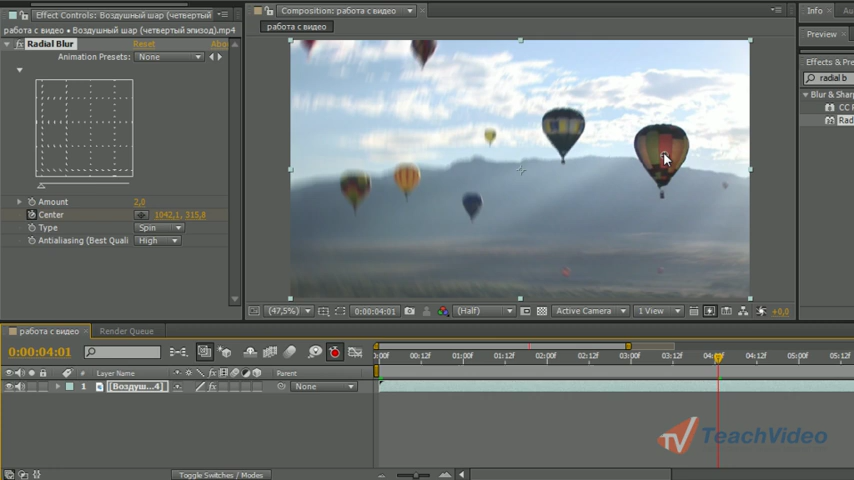 Effect Controls: Воздушный шар (четвертый
работа с видео • Воздушный шар (четвертый эпизод).mp4
fx Radial Blur Reset Abo
Animation Presets: None
Amount 2,0
Center 1042,1, 315,8
Type Spin
Antialiasing (Best Quali High
Composition: работа с видео
работа с видео
(47,5%) 0:00:04:01 (Half) Active Camera 1 View +0,0
Info Au
Preview
Effects & Pre
radial b
Blur & Sharp
CC R
Rad
работа с видео Render Queue
0:00:04:01
# Layer Name Parent
1 [Воздуш...4] None
00f 00:12f 01:00f 01:12f 02:00f 02:12f 03:00f 03:12f 04:00f 00:12f 05:00f 05:12f
Toggle Switches / Modes
TeachVideo